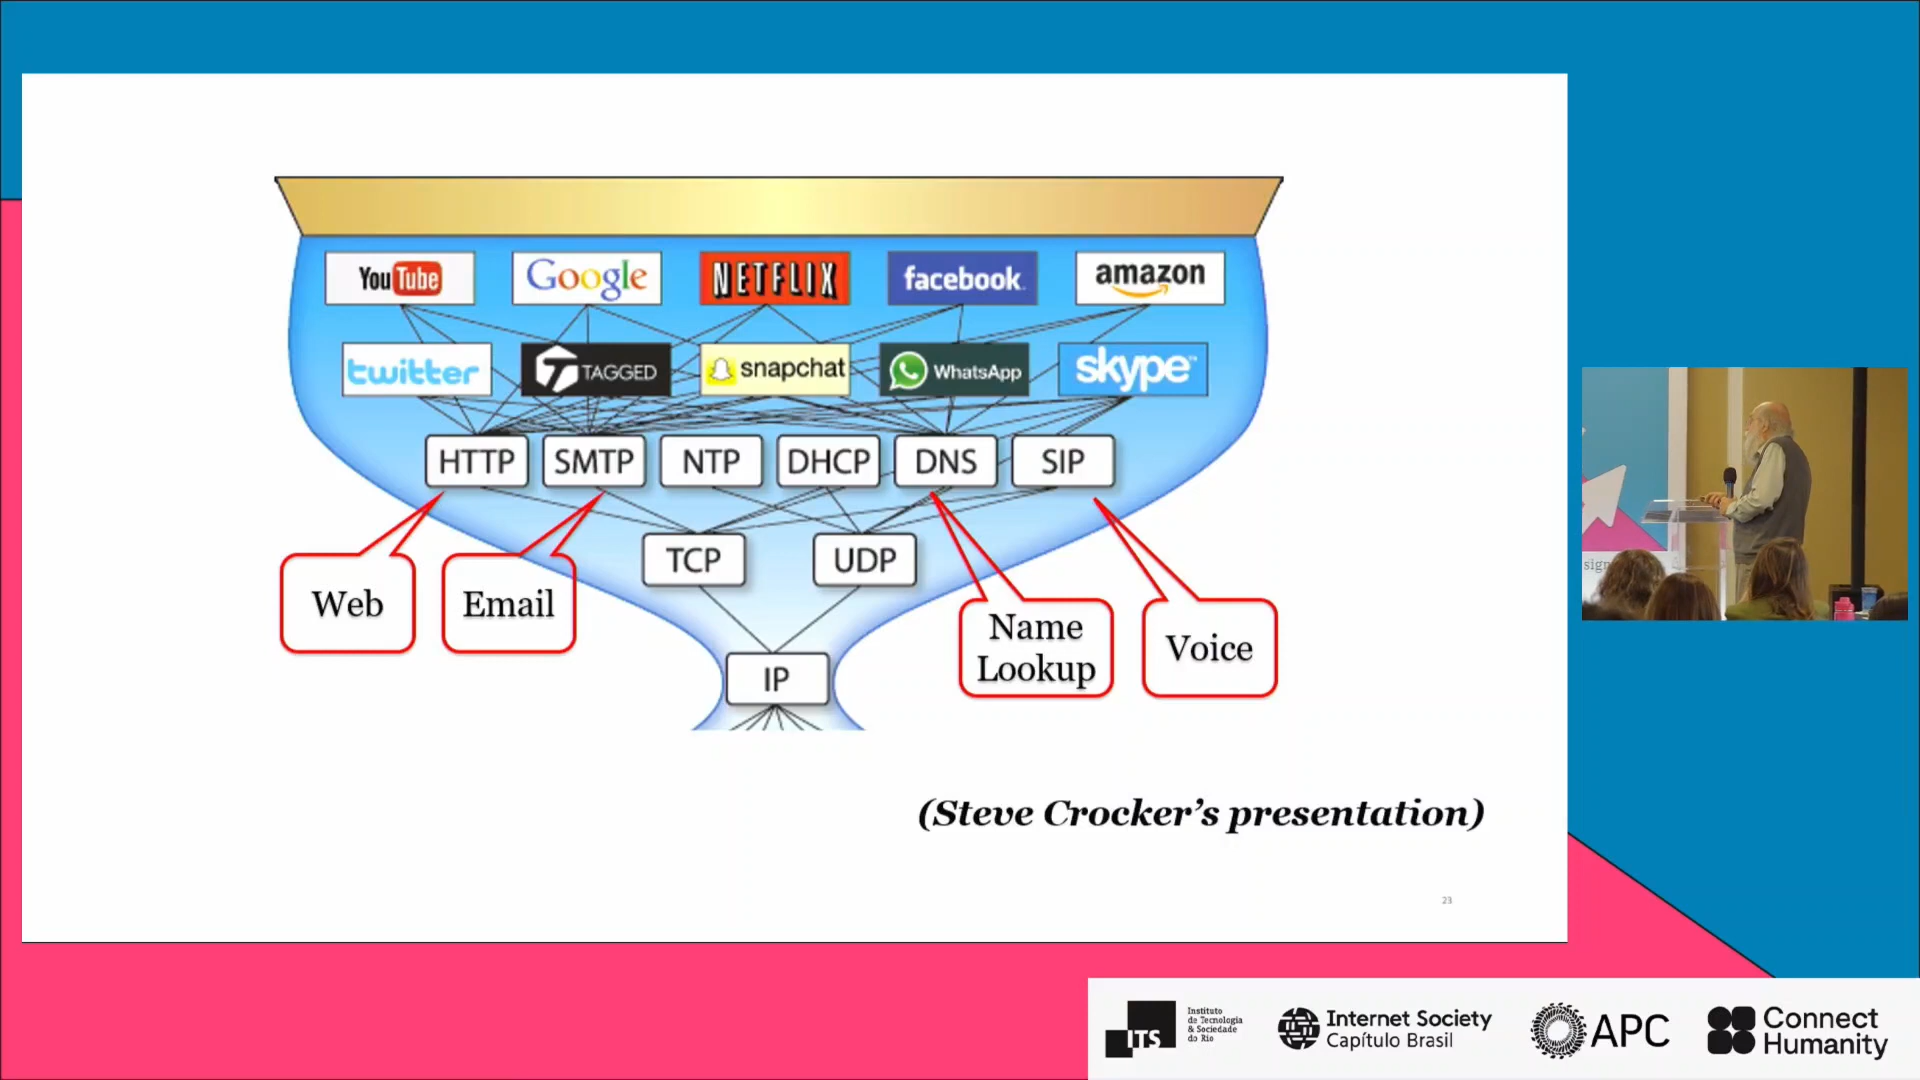 YouTube
Google
NETFLIX
facebook
amazon
twitter
TAGGED
snapchat
WhatsApp
skype™
HTTP
SMTP
NTP
DHCP
DNS
SIP
TCP
UDP
Web
Email
Name
Lookup
Voice
IP
(Steve Crocker's presentation)
23
sign
ITS
Instituto
de Tecnologia
& Sociedade
do Rio
Internet Society
Capítulo Brasil
APC
Connect
Humanity